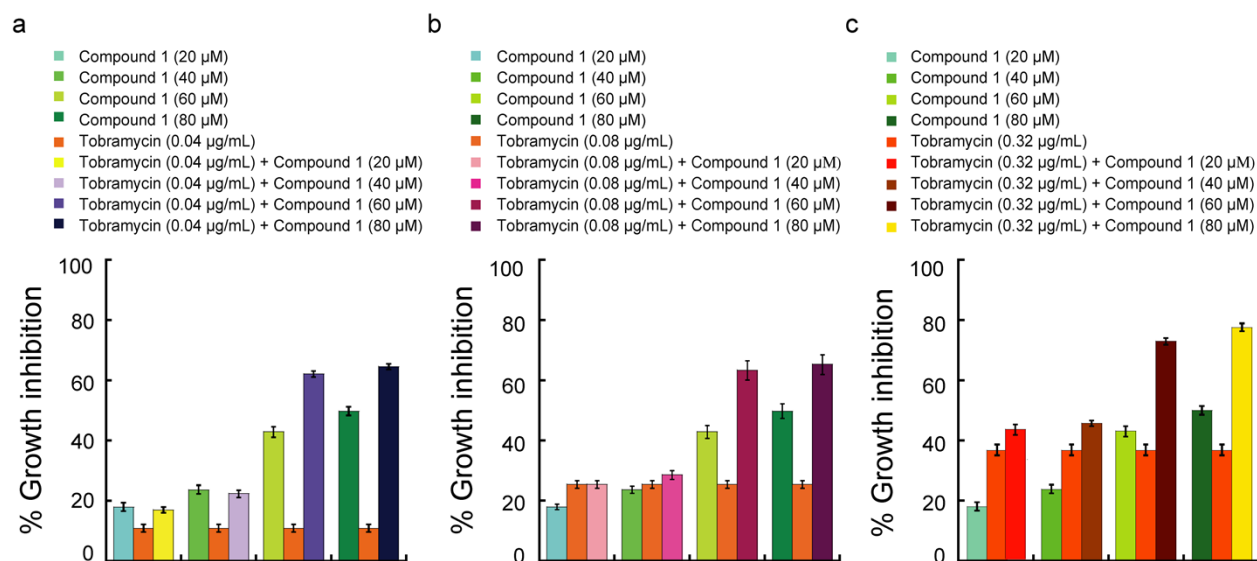 a
Compound 1 (20 µM)
Compound 1 (40 µM)
Compound 1 (60 µM)
Compound 1 (80 µM)
Tobramycin (0.04 µg/mL)
Tobramycin (0.04 µg/mL) + Compound 1 (20 µM)
Tobramycin (0.04 µg/mL) + Compound 1 (40 µM)
Tobramycin (0.04 µg/mL) + Compound 1 (60 µM)
Tobramycin (0.04 µg/mL) + Compound 1 (80 µM)
% Growth inhibition
100
80
60
40
20
0
b
Compound 1 (20 µM)
Compound 1 (40 µM)
Compound 1 (60 µM)
Compound 1 (80 µM)
Tobramycin (0.08 µg/mL)
Tobramycin (0.08 µg/mL) + Compound 1 (20 µM)
Tobramycin (0.08 µg/mL) + Compound 1 (40 µM)
Tobramycin (0.08 µg/mL) + Compound 1 (60 µM)
Tobramycin (0.08 µg/mL) + Compound 1 (80 µM)
% Growth inhibition
100
80
60
40
20
0
c
Compound 1 (20 µM)
Compound 1 (40 µM)
Compound 1 (60 µM)
Compound 1 (80 µM)
Tobramycin (0.32 µg/mL)
Tobramycin (0.32 µg/mL) + Compound 1 (20 µM)
Tobramycin (0.32 µg/mL) + Compound 1 (40 µM)
Tobramycin (0.32 µg/mL) + Compound 1 (60 µM)
Tobramycin (0.32 µg/mL) + Compound 1 (80 µM)
% Growth inhibition
100
80
60
40
20
0